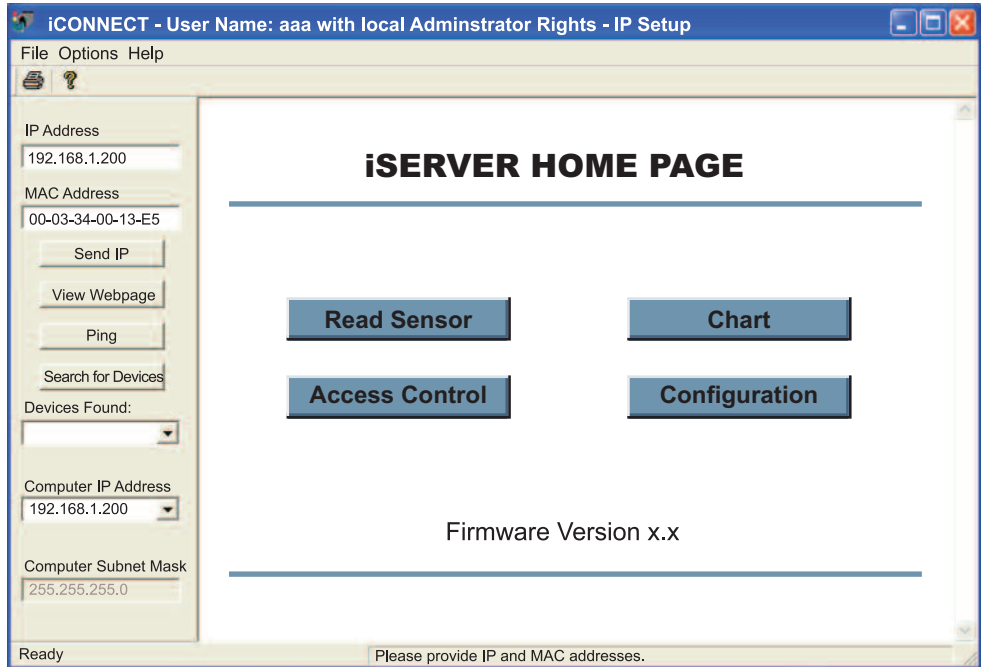 iCONNECT - User Name: aaa with local Adminstrator Rights - IP Setup
File Options Help
IP Address
192.168.1.200
MAC Address
00-03-34-00-13-E5
Send IP
View Webpage
Ping
Search for Devices
Devices Found:
Computer IP Address
192.168.1.200
Computer Subnet Mask
255.255.255.0
iSERVER HOME PAGE
Read Sensor
Chart
Access Control
Configuration
Firmware Version x.x
Ready
Please provide IP and MAC addresses.